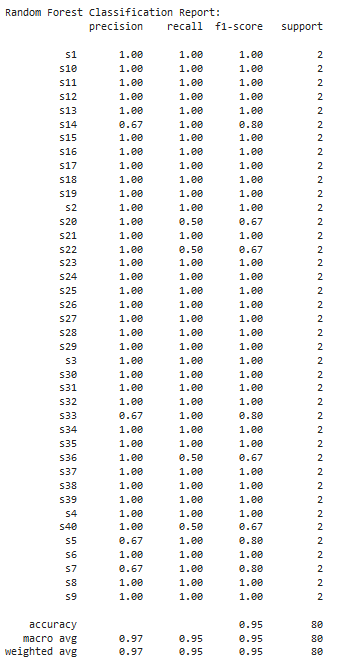 Random Forest Classification Report:
precision recall f1-score support
s1 1.00 1.00 1.00 2
s10 1.00 1.00 1.00 2
s11 1.00 1.00 1.00 2
s12 1.00 1.00 1.00 2
s13 1.00 1.00 1.00 2
s14 0.67 1.00 0.80 2
s15 1.00 1.00 1.00 2
s16 1.00 1.00 1.00 2
s17 1.00 1.00 1.00 2
s18 1.00 1.00 1.00 2
s19 1.00 1.00 1.00 2
s2 1.00 1.00 1.00 2
s20 1.00 0.50 0.67 2
s21 1.00 1.00 1.00 2
s22 1.00 0.50 0.67 2
s23 1.00 1.00 1.00 2
s24 1.00 1.00 1.00 2
s25 1.00 1.00 1.00 2
s26 1.00 1.00 1.00 2
s27 1.00 1.00 1.00 2
s28 1.00 1.00 1.00 2
s29 1.00 1.00 1.00 2
s3 1.00 1.00 1.00 2
s30 1.00 1.00 1.00 2
s31 1.00 1.00 1.00 2
s32 1.00 1.00 1.00 2
s33 0.67 1.00 0.80 2
s34 1.00 1.00 1.00 2
s35 1.00 1.00 1.00 2
s36 1.00 0.50 0.67 2
s37 1.00 1.00 1.00 2
s38 1.00 1.00 1.00 2
s39 1.00 1.00 1.00 2
s4 1.00 1.00 1.00 2
s40 1.00 0.50 0.67 2
s5 0.67 1.00 0.80 2
s6 1.00 1.00 1.00 2
s7 0.67 1.00 0.80 2
s8 1.00 1.00 1.00 2
s9 1.00 1.00 1.00 2
accuracy 0.95 80
macro avg 0.97 0.95 0.95 80
weighted avg 0.97 0.95 0.95 80